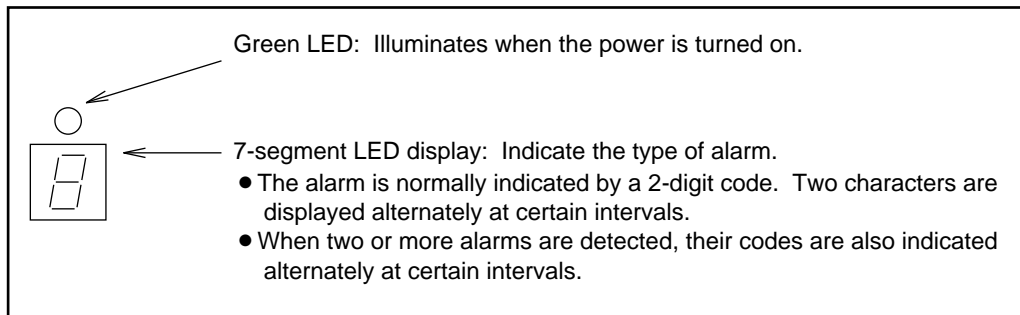 Green LED:  Illuminates when the power is turned on.
7-segment LED display:  Indicate the type of alarm.
● The alarm is normally indicated by a 2-digit code.  Two characters are
displayed alternately at certain intervals.
● When two or more alarms are detected, their codes are also indicated
alternately at certain intervals.